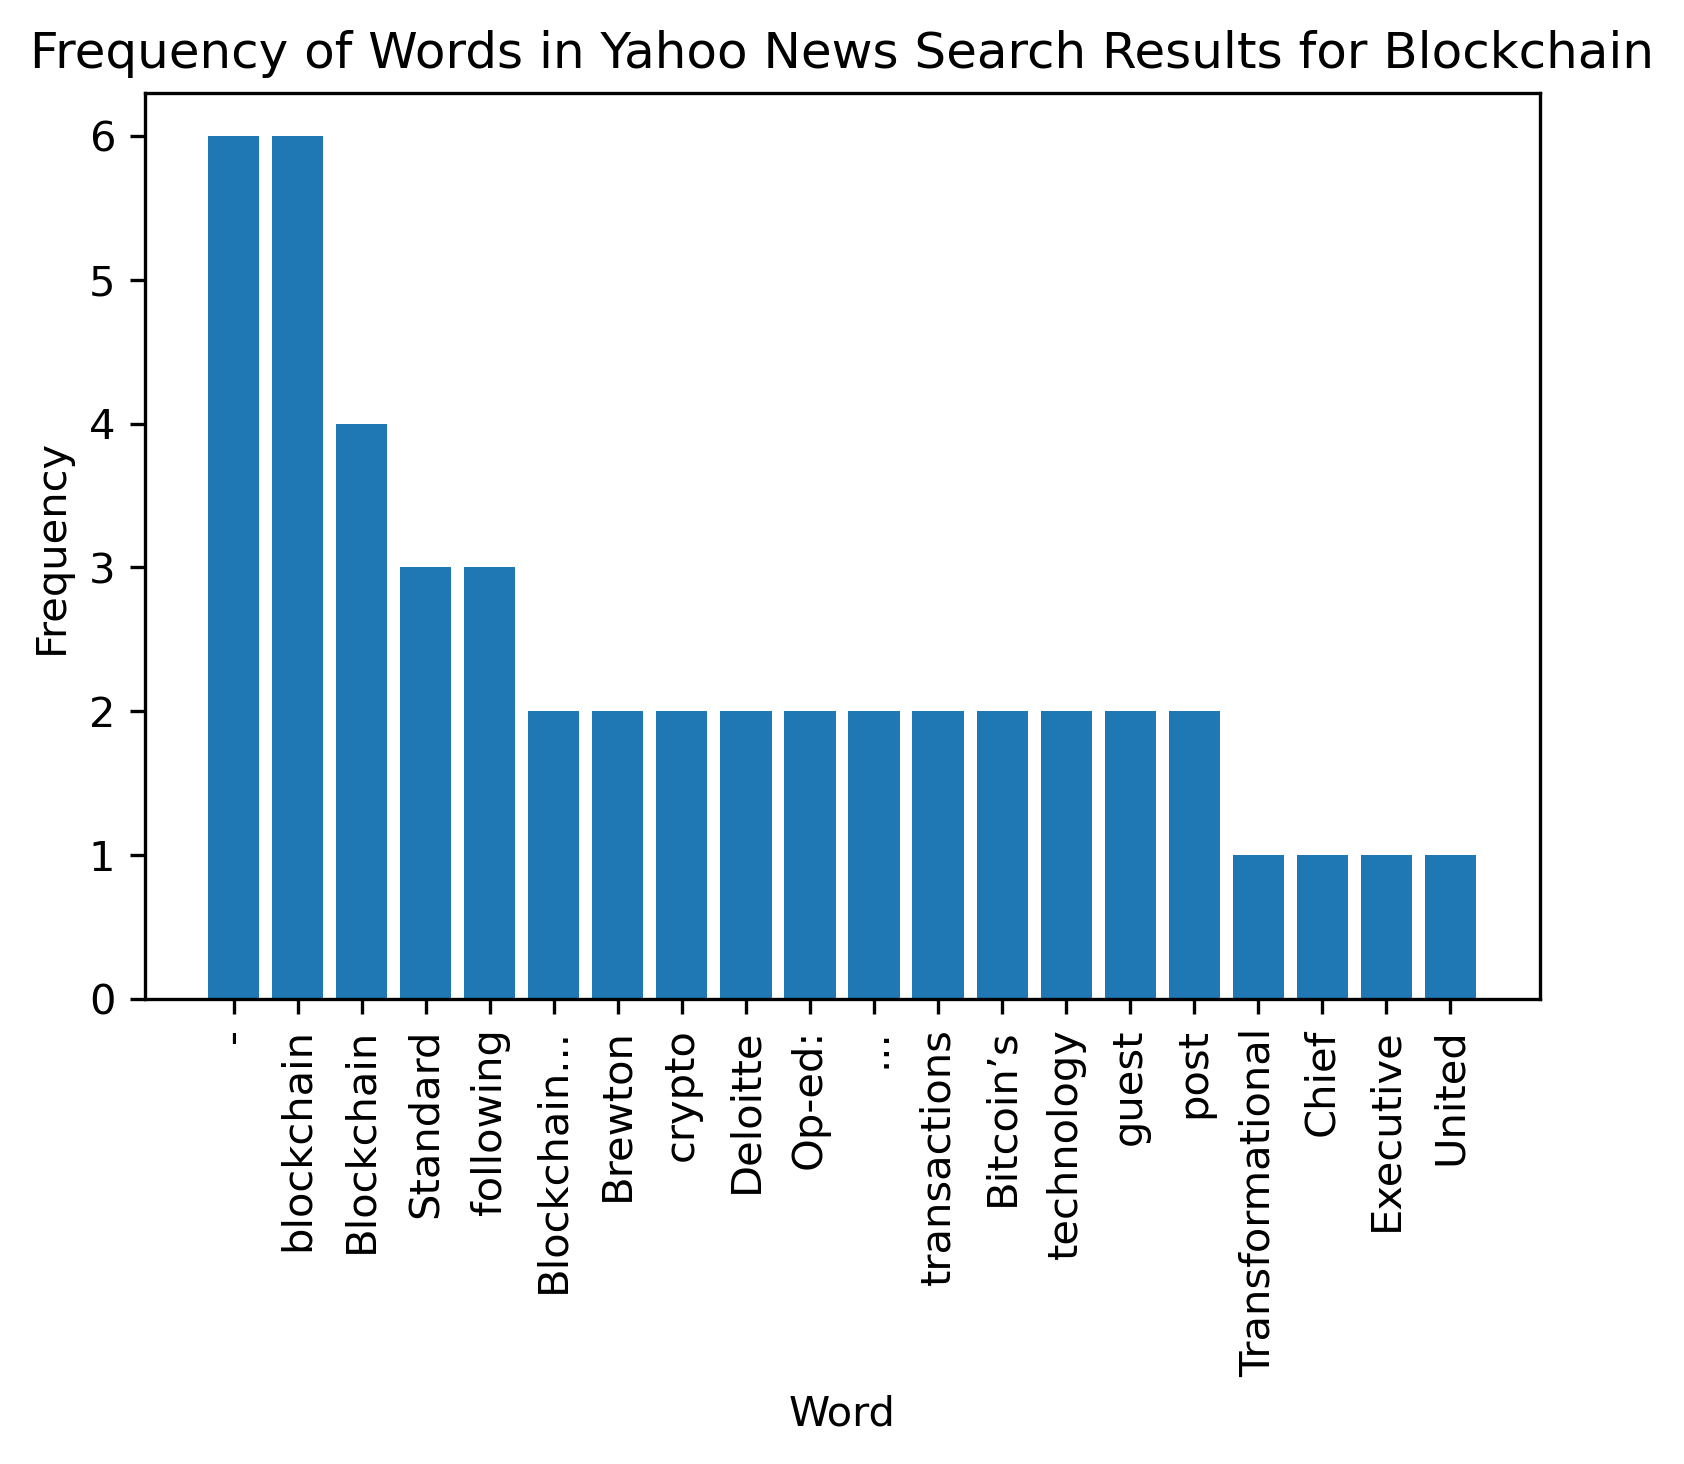 Frequency of Words in Yahoo News Search Results for Blockchain
Frequency
6
5
4
3
2
1
0
-
blockchain
Blockchain
Standard
following
Blockchain...
Brewton
crypto
Deloitte
Op-ed:
...
transactions
Bitcoin’s
technology
guest
post
Transformational
Chief
Executive
United
Word